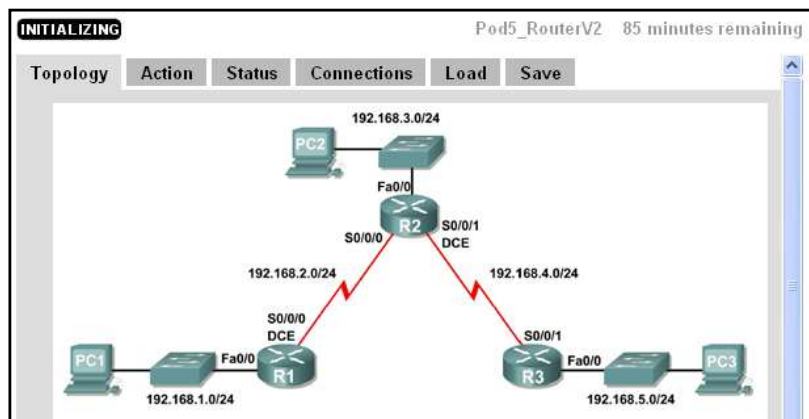 INITIALIZING
Pod5_RouterV2 85 minutes remaining
Topology Action Status Connections Load Save
192.168.3.0/24
PC2
Fa0/0
R2
S0/0/0
S0/0/1
DCE
192.168.2.0/24
192.168.4.0/24
S0/0/0
DCE
S0/0/1
PC1
Fa0/0
R1
R3
Fa0/0
PC3
192.168.1.0/24
192.168.5.0/24